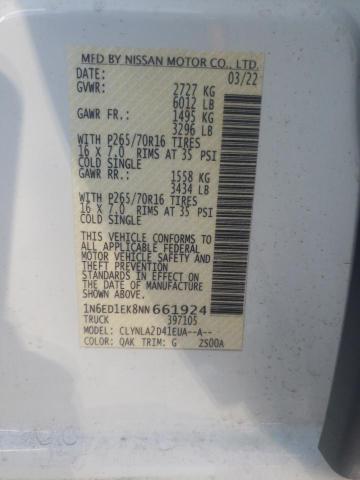 MFD BY NISSAN MOTOR CO., LTD.
DATE: 03/22
GVWR: 2727 KG
6012 LB
GAWR FR.: 1495 KG
3296 LB
WITH P265/70R16 TIRES
16 X 7.0 RIMS AT 35 PSI
COLD SINGLE
GAWR RR.: 1558 KG
3434 LB
WITH P265/70R16 TIRES
16 X 7.0 RIMS AT 35 PSI
COLD SINGLE
THIS VEHICLE CONFORMS TO
ALL APPLICABLE FEDERAL
MOTOR VEHICLE SAFETY AND
THEFT PREVENTION
STANDARDS IN EFFECT ON
THE DATE OF MANUFACTURE
SHOWN ABOVE.
1N6ED1EK8NN661924
TRUCK 397105
MODEL: CLYNLA2D41EUA--A--
COLOR: QAK TRIM: G 2S00A